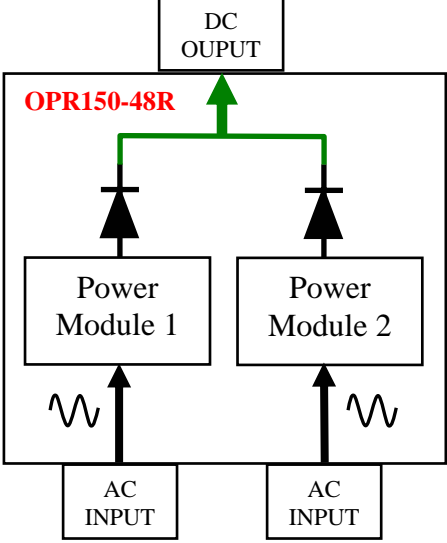 DC
OUPUT
OPR150-48R
Power
Module 1
Power
Module 2
AC
INPUT
AC
INPUT